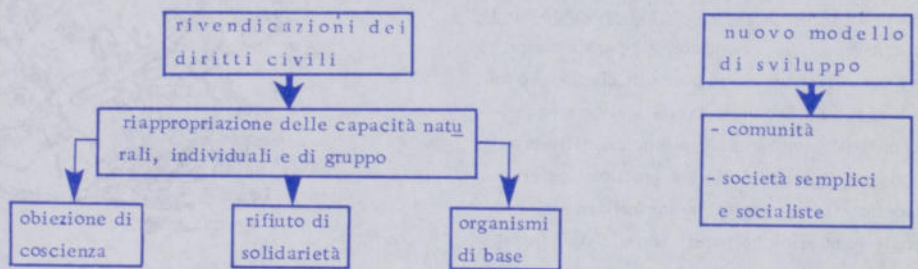 rivendicazioni dei
diritti civili
riappropriazione delle capacità natu
rali, individuali e di gruppo
obiezione di
coscienza
rifiuto di
solidarietà
organismi
di base
nuovo modello
di sviluppo
- comunità
- società semplici
e socialiste